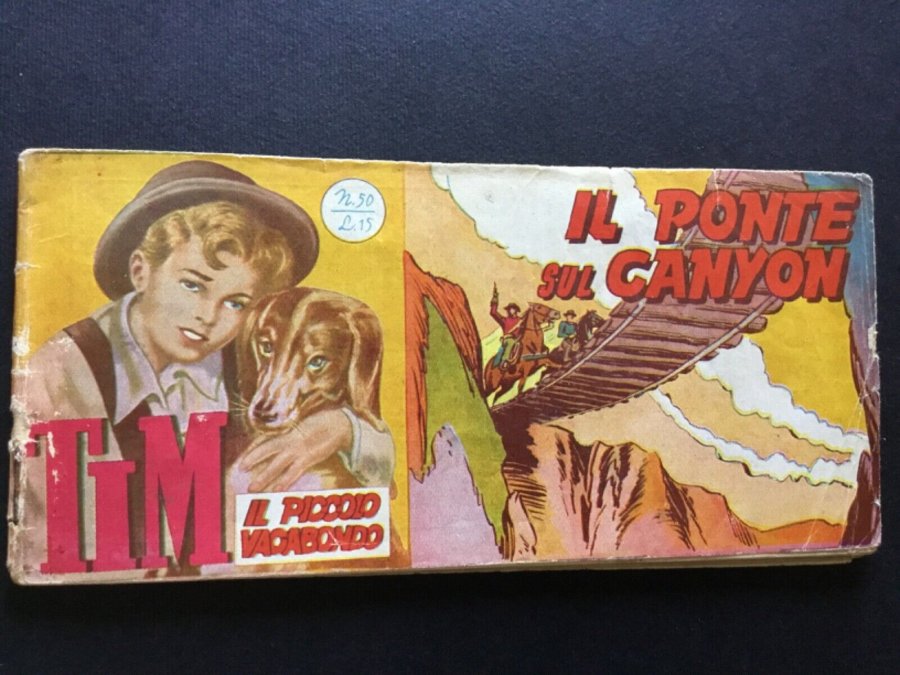 N.50
L.15
TIM
IL PICCOLO
VAGABONDO
IL PONTE
SUL CANYON